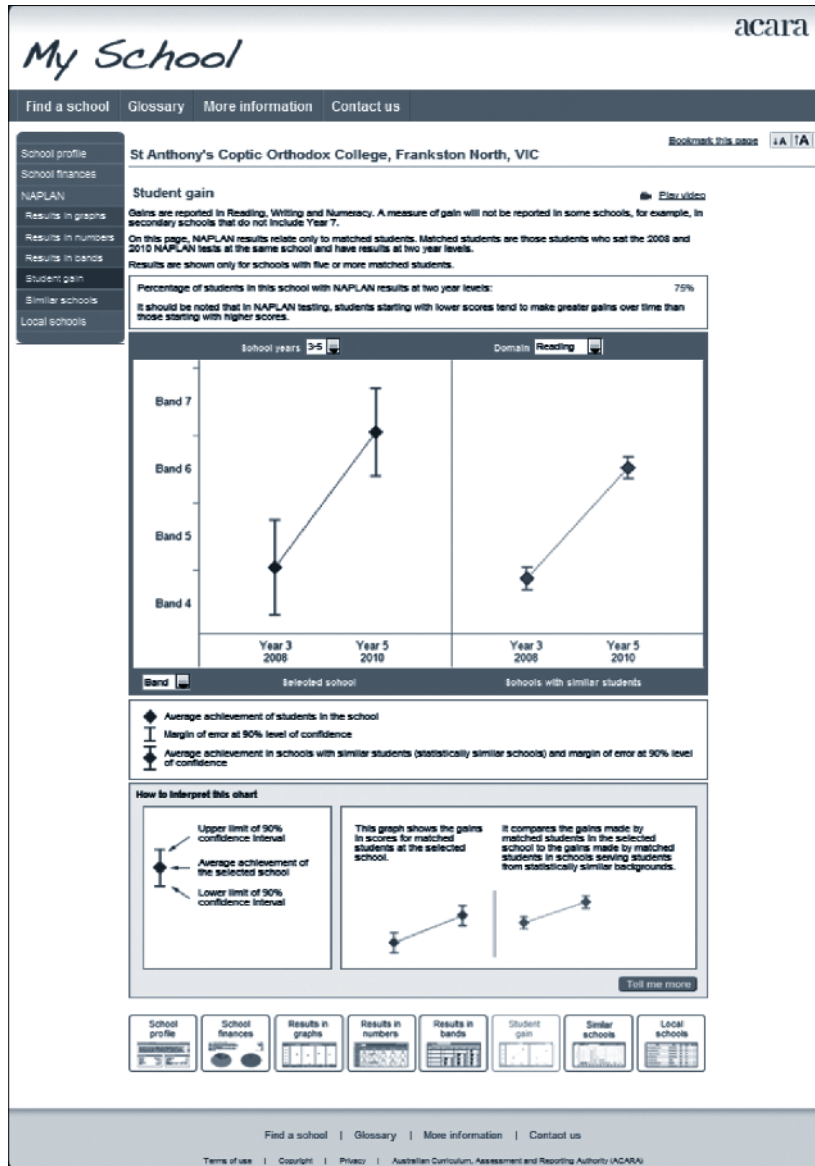 acara
My School
Find a school Glossary More information Contact us
Bookmark this page ↓A ↑A
School profile
School finances
NAPLAN
Results in graphs
Results in numbers
Results in bands
Student gain
Similar schools
Local schools
St Anthony's Coptic Orthodox College, Frankston North, VIC
Student gain
Play video
Gains are reported in Reading, Writing and Numeracy. A measure of gain will not be reported in some schools, for example, in
secondary schools that do not include Year 7.
On this page, NAPLAN results relate only to matched students. Matched students are those students who sat the 2008 and
2010 NAPLAN tests at the same school and have results at two year levels.
Results are shown only for schools with five or more matched students.
Percentage of students in this school with NAPLAN results at two year levels: 75%
It should be noted that in NAPLAN testing, students starting with lower scores tend to make greater gains over time than
those starting with higher scores.
School years 3-5 Domain Reading
Band 7
Band 6
Band 5
Band 4
Year 3 Year 5 Year 3 Year 5
2008 2010 2008 2010
Band Selected school Schools with similar students
Average achievement of students in the school
Margin of error at 90% level of confidence
Average achievement in schools with similar students (statistically similar schools) and margin of error at 90% level
of confidence
How to interpret this chart
Upper limit of 90%
confidence interval
Average achievement of
the selected school
Lower limit of 90%
confidence interval
This graph shows the gains
in scores for matched
students at the selected
school.
It compares the gains made by
matched students in the selected
school to the gains made by
matched students in schools serving students
from statistically similar backgrounds.
Tell me more
School profile
School finances
Results in graphs
Results in numbers
Results in bands
Student gain
Similar schools
Local schools
Find a school | Glossary | More information | Contact us
Terms of use | Copyright | Privacy | Australian Curriculum, Assessment and Reporting Authority (ACARA)